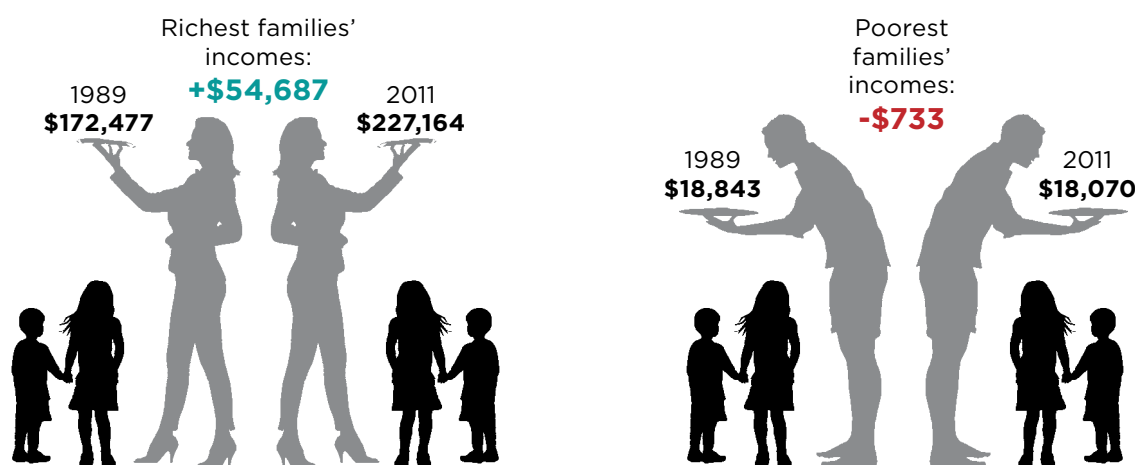 Richest families’
incomes:
+$54,687
1989
$172,477
2011
$227,164
Poorest
families’
incomes:
-$733
1989
$18,843
2011
$18,070